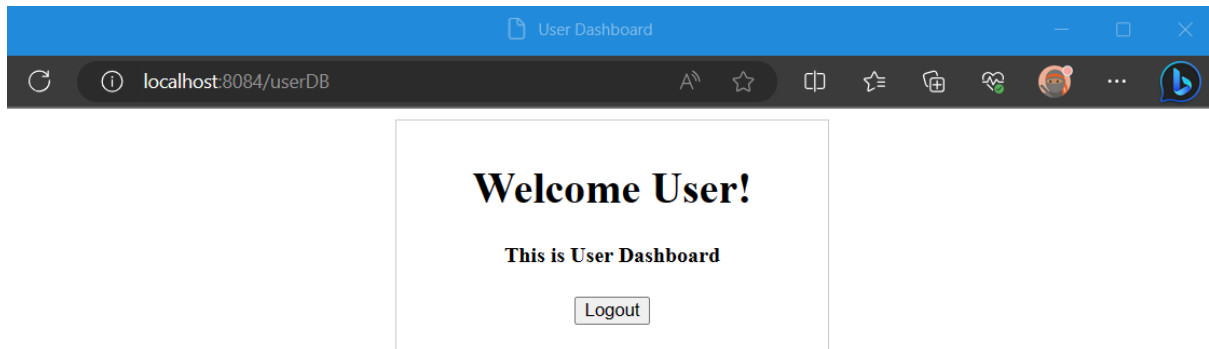 User Dashboard
localhost:8084/userDB
Welcome User!
This is User Dashboard
Logout